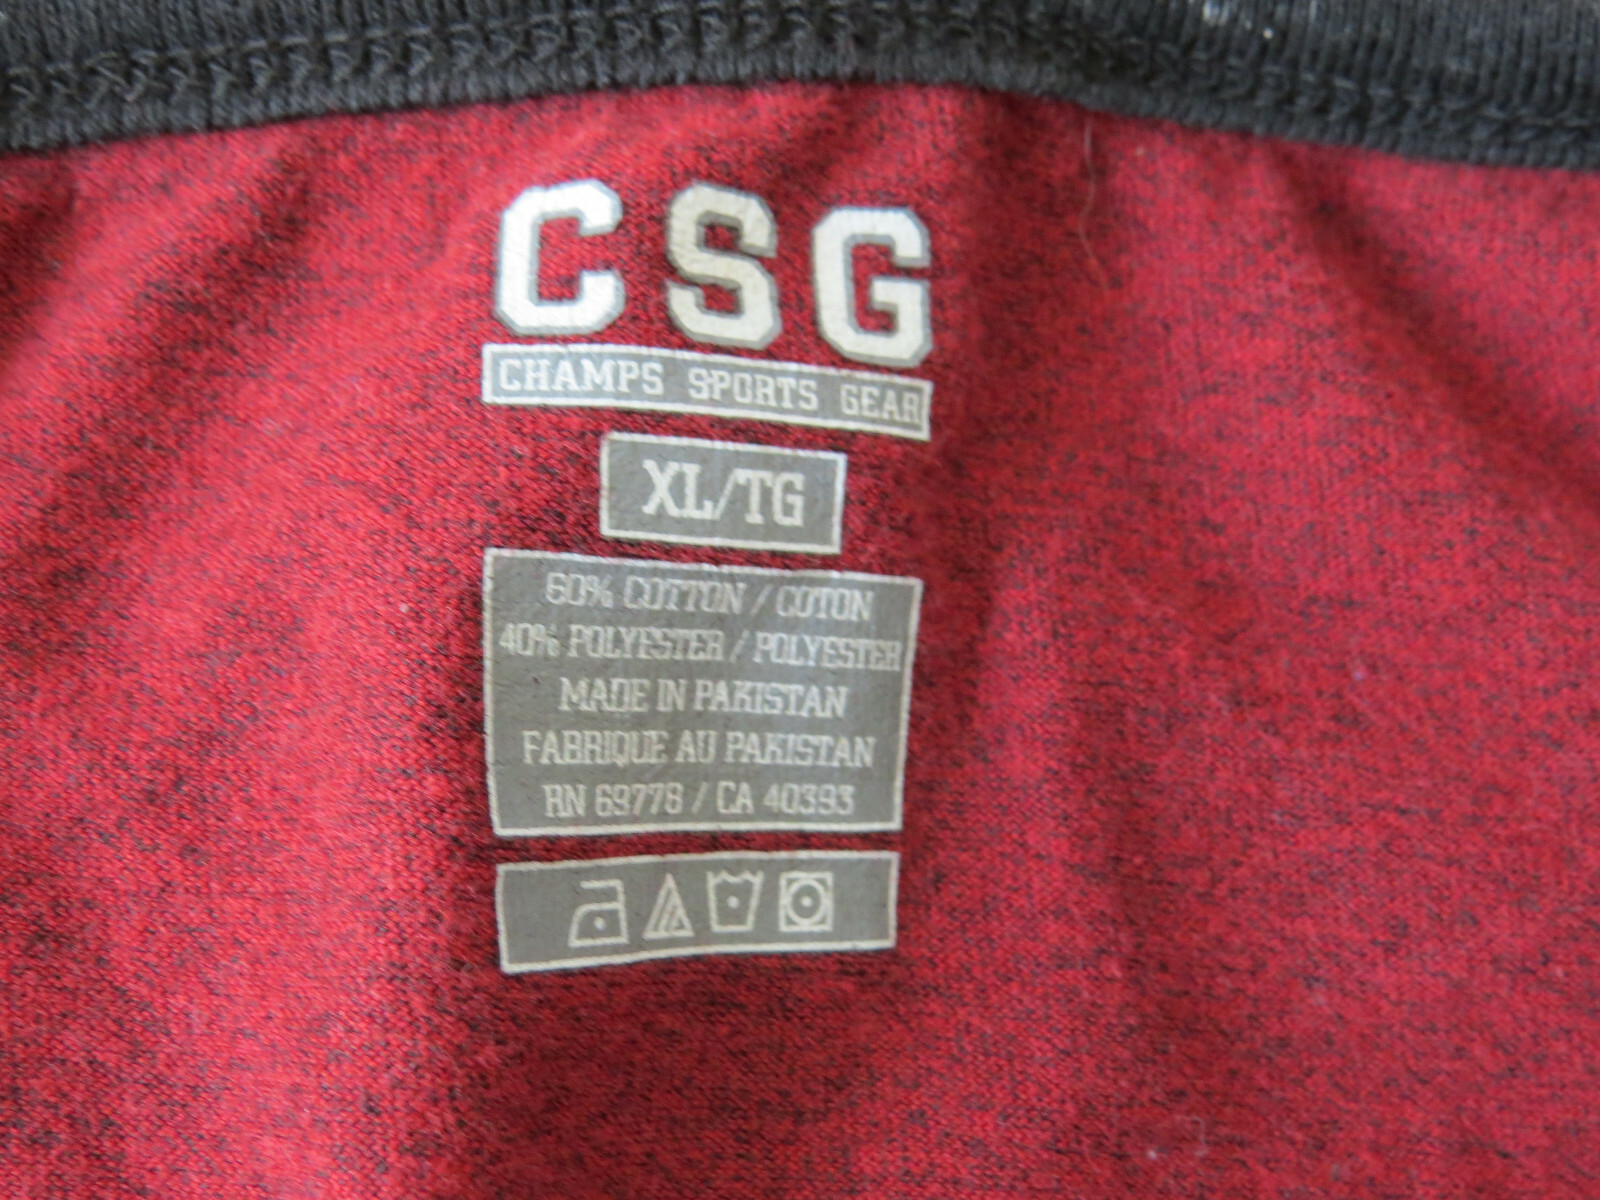 CSG
CHAMPS SPORTS GEAR
XL/TG
60% COTTON / COTON
40% POLYESTER / POLYESTER
MADE IN PAKISTAN
FABRIQUE AU PAKISTAN
RN 69778 / CA 40393